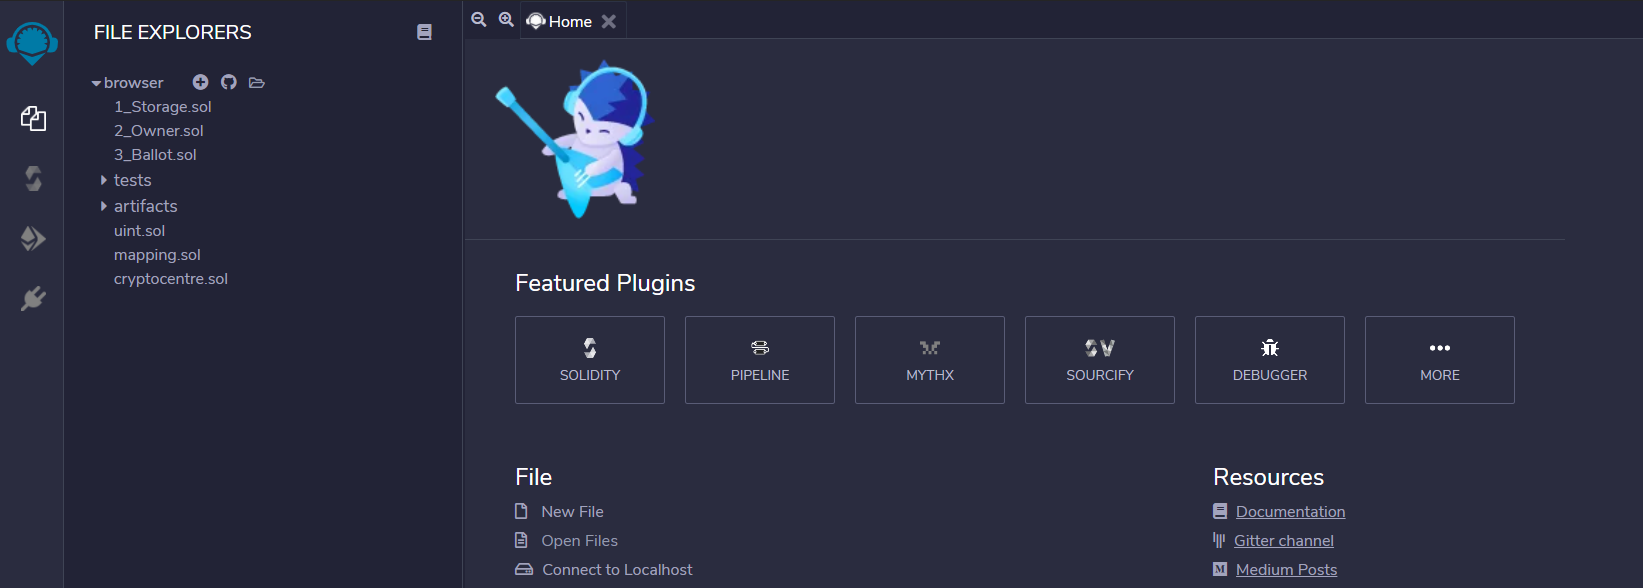 FILE EXPLORERS
browser
1_Storage.sol
2_Owner.sol
3_Ballot.sol
tests
artifacts
uint.sol
mapping.sol
cryptocentre.sol
Home
Featured Plugins
SOLIDITY
PIPELINE
MYTHX
SOURCIFY
DEBUGGER
MORE
File
New File
Open Files
Connect to Localhost
Resources
Documentation
Gitter channel
Medium Posts